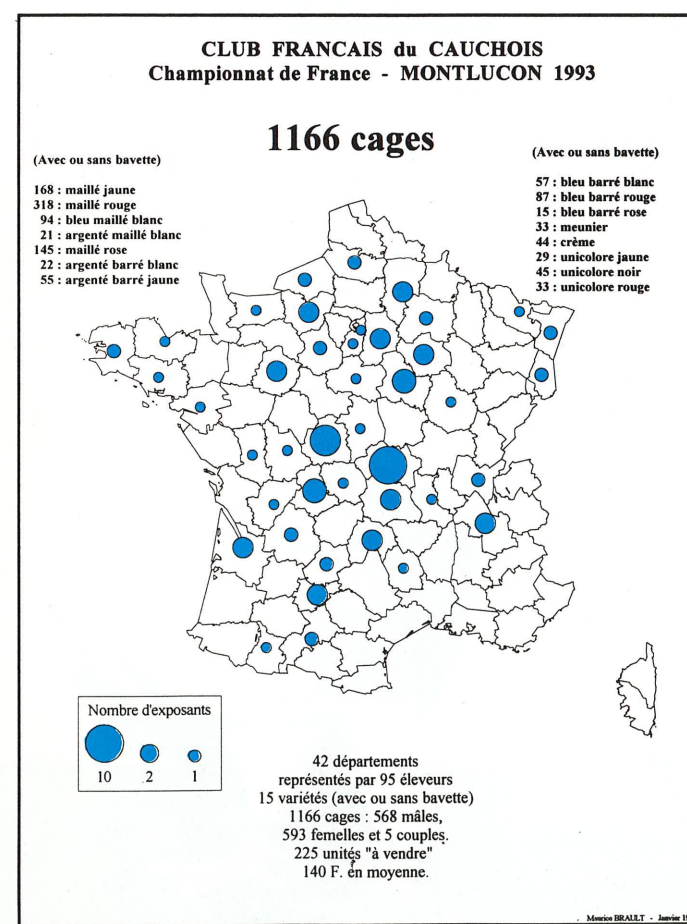 CLUB FRANCAIS du CAUCHOIS
Championnat de France - MONTLUCON 1993
1166 cages
(Avec ou sans bavette)
168 : maillé jaune
318 : maillé rouge
94 : bleu maillé blanc
21 : argenté maillé blanc
145 : maillé rose
22 : argenté barré blanc
55 : argenté barré jaune
(Avec ou sans bavette)
57 : bleu barré blanc
87 : bleu barré rouge
15 : bleu barré rose
33 : meunier
44 : crème
29 : unicolore jaune
45 : unicolore noir
33 : unicolore rouge
Nombre d'exposants
10 2 1
42 départements
représentés par 95 éleveurs
15 variétés (avec ou sans bavette)
1166 cages : 568 mâles,
593 femelles et 5 couples.
225 unités "à vendre"
140 F. en moyenne.
Maurice BRAULT - Janvier